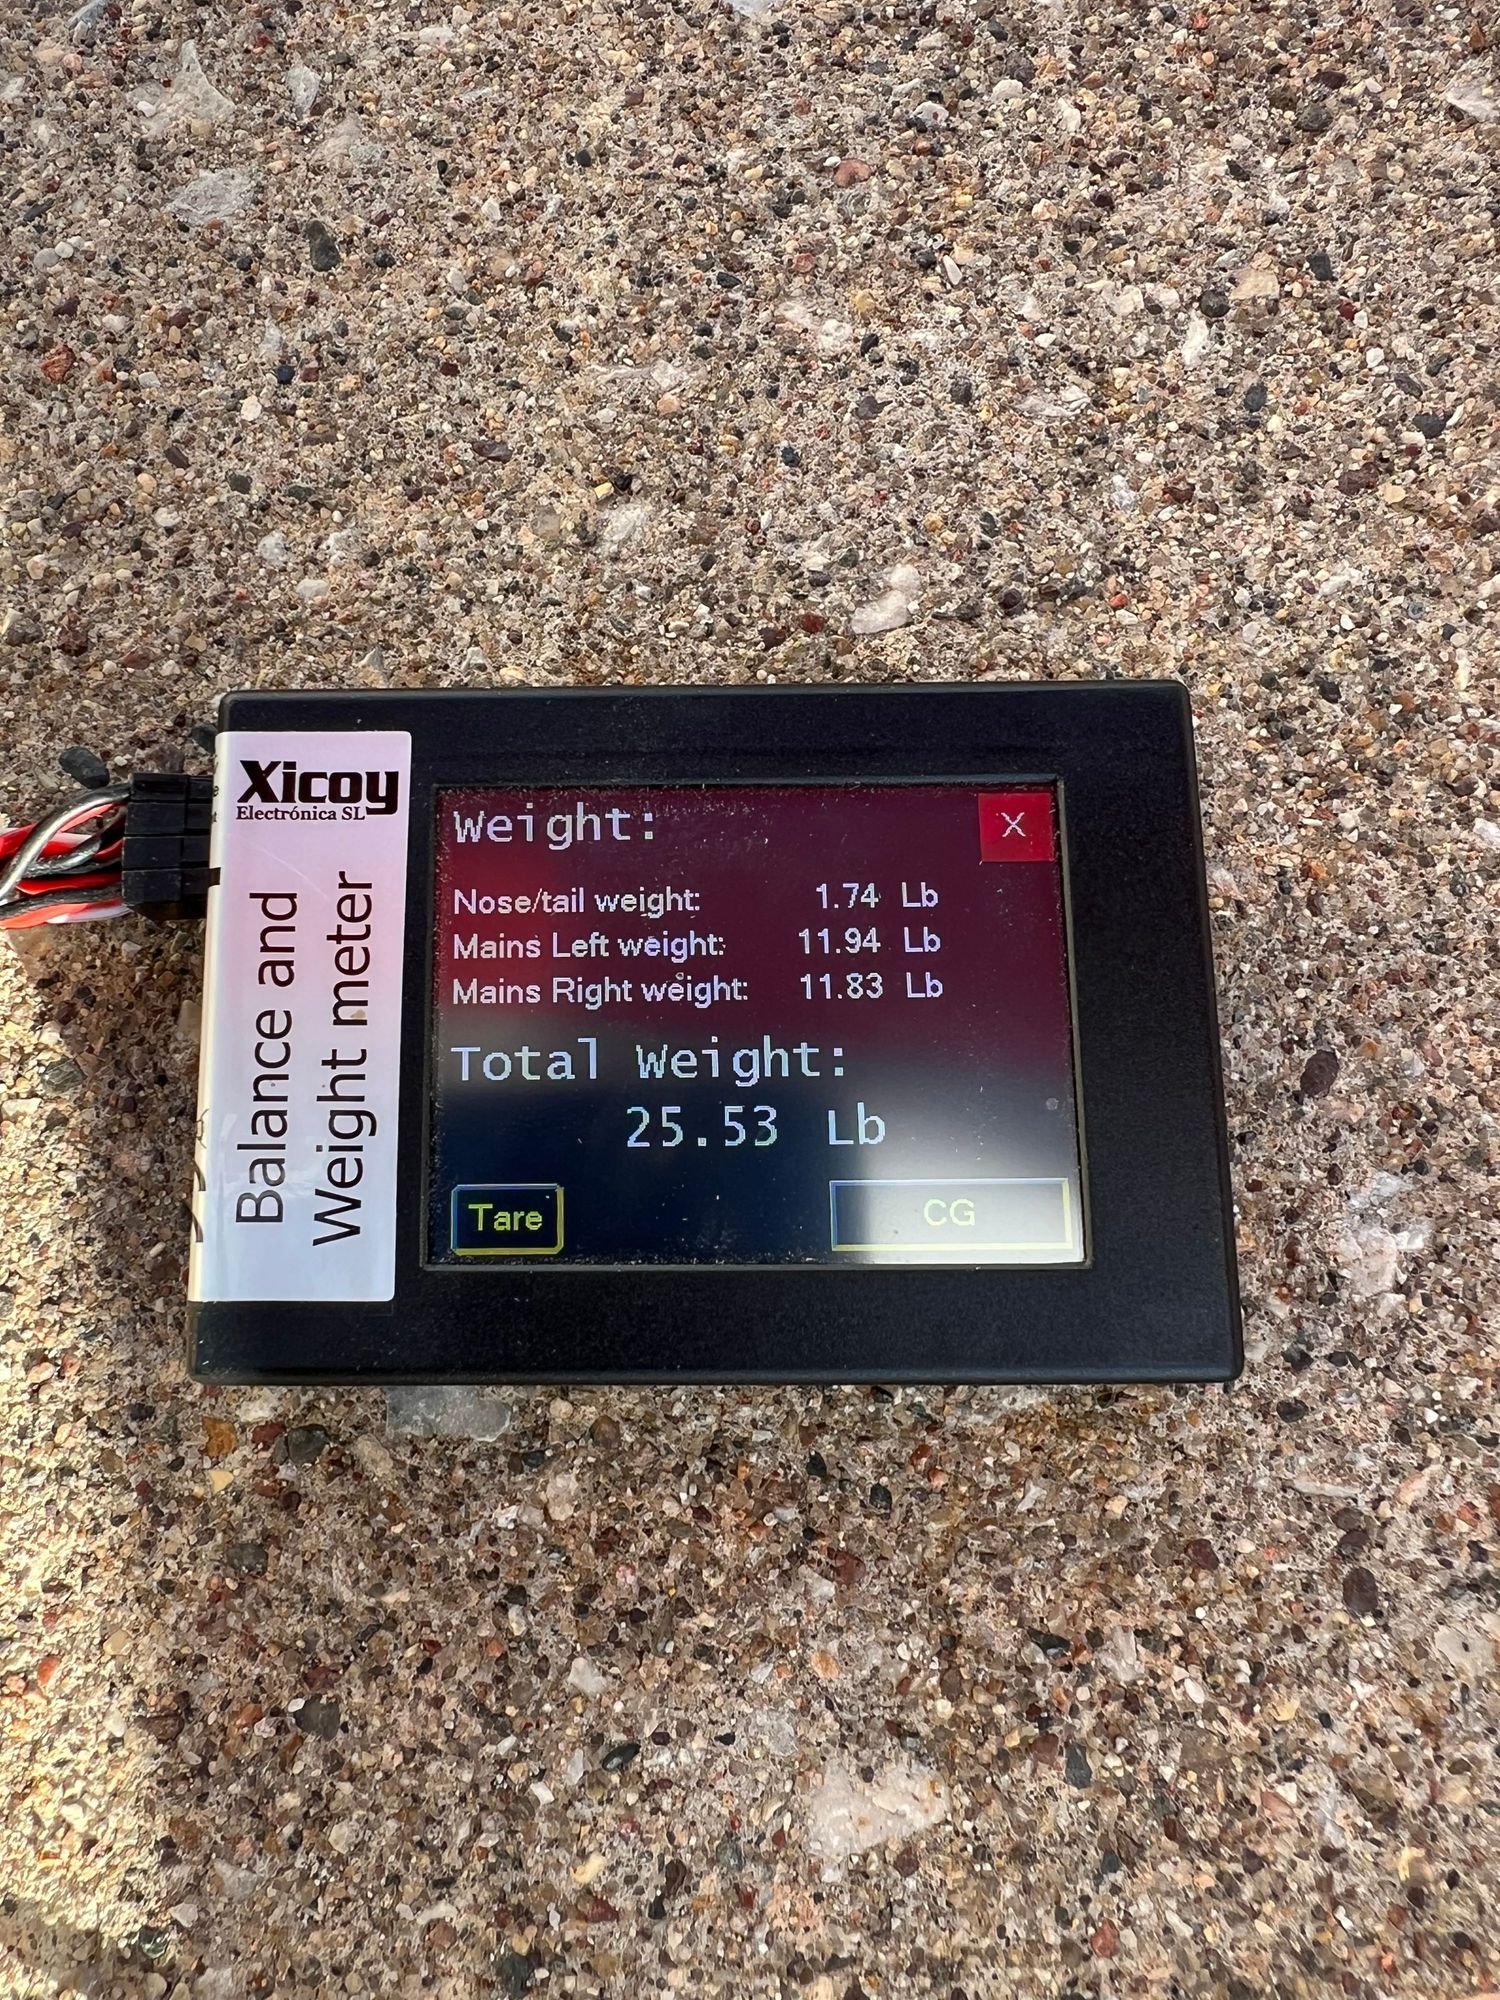 Xicoy
Electrónica SL
Balance and
Weight meter
Weight:
X
Nose/tail weight: 1.74 Lb
Mains Left weight: 11.94 Lb
Mains Right weight: 11.83 Lb
Total Weight:
25.53 Lb
Tare
CG